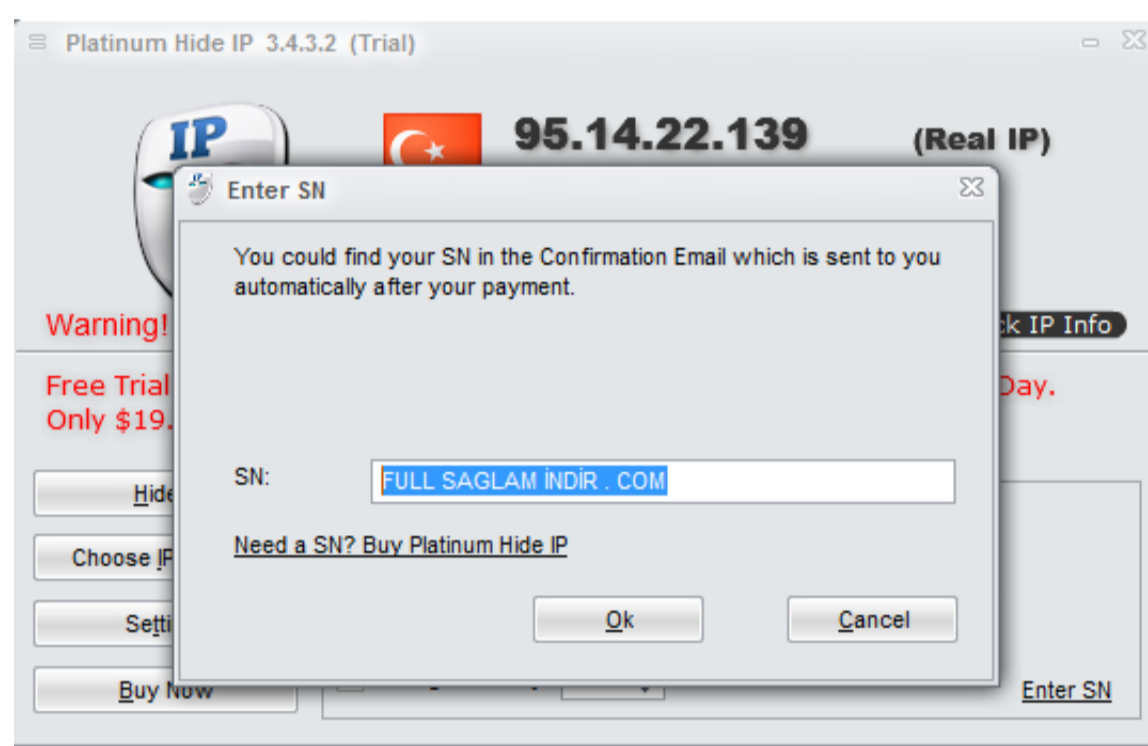 Platinum Hide IP 3.4.3.2 (Trial)
IP
95.14.22.139 (Real IP)
Enter SN
You could find your SN in the Confirmation Email which is sent to you
automatically after your payment.
Warning!
IP Info
Free Trial
Day.
Only $19.
SN:
FULL SAGLAM İNDİR . COM
Hide
Need a SN? Buy Platinum Hide IP
Choose IP
Ok
Cancel
Buy Now
Enter SN